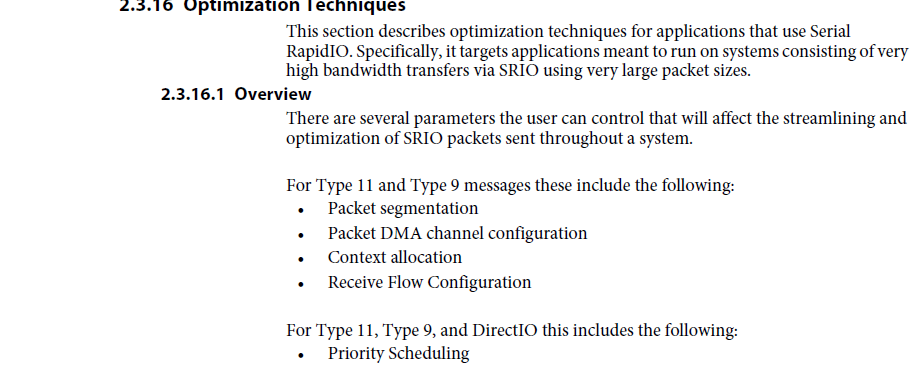 2.3.16 Optimization Techniques
This section describes optimization techniques for applications that use Serial
RapidIO. Specifically, it targets applications meant to run on systems consisting of very
high bandwidth transfers via SRIO using very large packet sizes.
2.3.16.1 Overview
There are several parameters the user can control that will affect the streamlining and
optimization of SRIO packets sent throughout a system.
For Type 11 and Type 9 messages these include the following:
• Packet segmentation
• Packet DMA channel configuration
• Context allocation
• Receive Flow Configuration
For Type 11, Type 9, and DirectIO this includes the following:
• Priority Scheduling